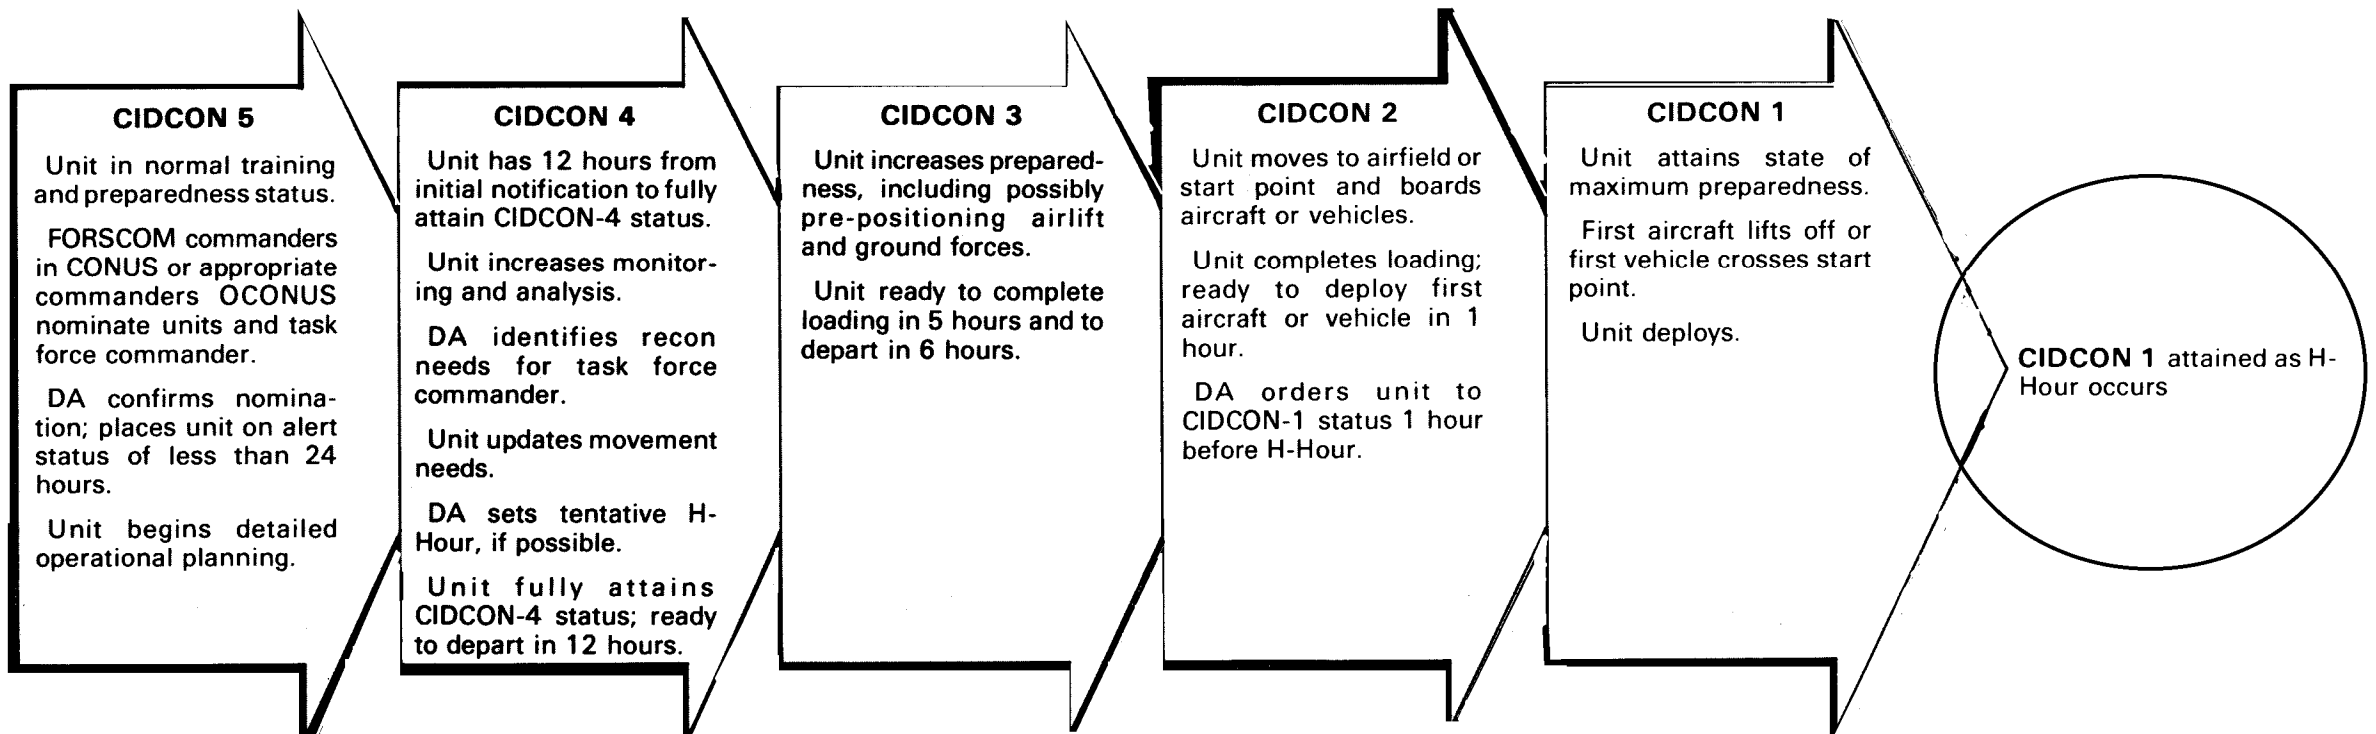 CIDCON 5
Unit in normal training
and preparedness status.
FORSCOM commanders
in CONUS or appropriate
commanders OCONUS
nominate units and task
force commander.
DA confirms nomina-
tion; places unit on alert
status of less than 24
hours.
Unit begins detailed
operational planning.
CIDCON 4
Unit has 12 hours from
initial notification to fully
attain CIDCON-4 status.
Unit increases monitor-
ing and analysis.
DA identifies recon
needs for task force
commander.
Unit updates movement
needs.
DA sets tentative H-
Hour, if possible.
Unit fully attains
CIDCON-4 status; ready
to depart in 12 hours.
CIDCON 3
Unit increases prepared-
ness, including possibly
pre-positioning airlift
and ground forces.
Unit ready to complete
loading in 5 hours and to
depart in 6 hours.
CIDCON 2
Unit moves to airfield or
start point and boards
aircraft or vehicles.
Unit completes loading;
ready to deploy first
aircraft or vehicle in 1
hour.
DA orders unit to
CIDCON-1 status 1 hour
before H-Hour.
CIDCON 1
Unit attains state of
maximum preparedness.
First aircraft lifts off or
first vehicle crosses start
point.
Unit deploys.
CIDCON 1 attained as H-
Hour occurs